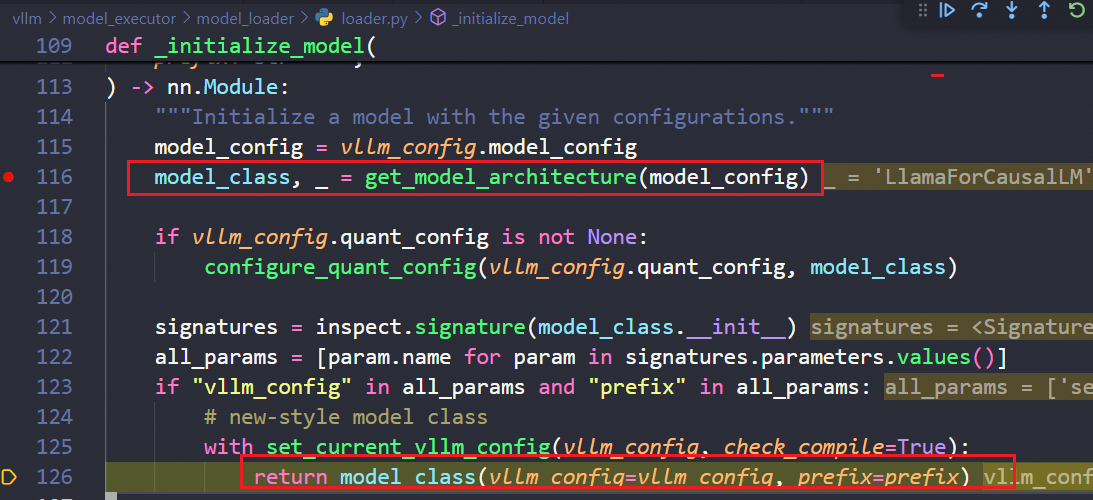 vllm > model_executor > model_loader > loader.py > _initialize_model
109 def _initialize_model(
113 ) -> nn.Module:
114 """Initialize a model with the given configurations."""
115 model_config = vllm_config.model_config
116 model_class, _ = get_model_architecture(model_config) _ = 'LlamaForCausalLM'
117
118 if vllm_config.quant_config is not None:
119 configure_quant_config(vllm_config.quant_config, model_class)
120
121 signatures = inspect.signature(model_class.__init__) signatures = <Signature
122 all_params = [param.name for param in signatures.parameters.values()]
123 if "vllm_config" in all_params and "prefix" in all_params: all_params = ['se
124 # new-style model class
125 with set_current_vllm_config(vllm_config, check_compile=True):
126 return model_class(vllm_config=vllm_config, prefix=prefix) vllm_conf